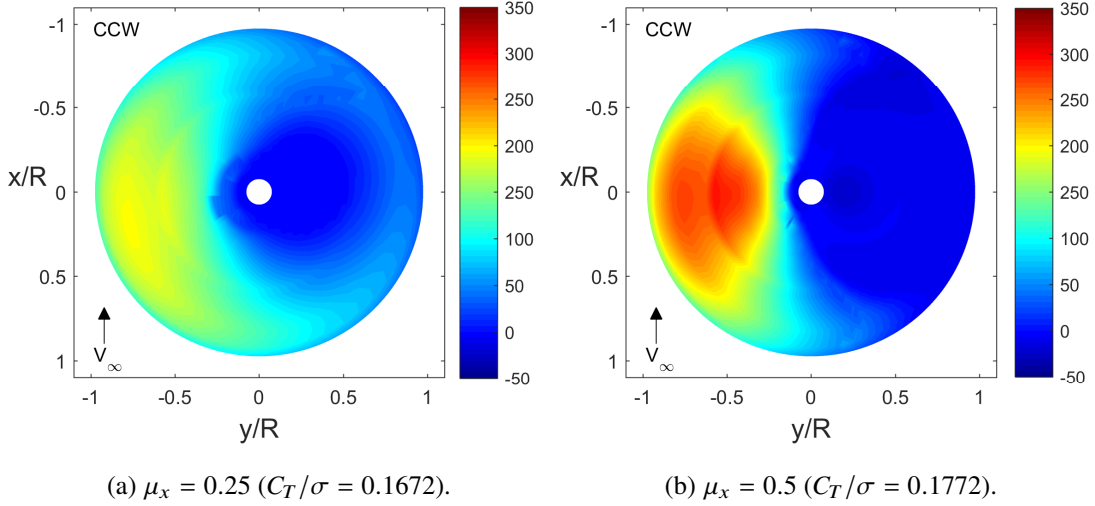 CCW
-1
-0.5
x/R 0
0.5
1
V∞
-1 -0.5 0 0.5 1
y/R
350
300
250
200
150
100
50
0
-50
(a) μx = 0.25 (CT/σ = 0.1672).
CCW
-1
-0.5
x/R 0
0.5
1
V∞
-1 -0.5 0 0.5 1
y/R
350
300
250
200
150
100
50
0
-50
(b) μx = 0.5 (CT/σ = 0.1772).